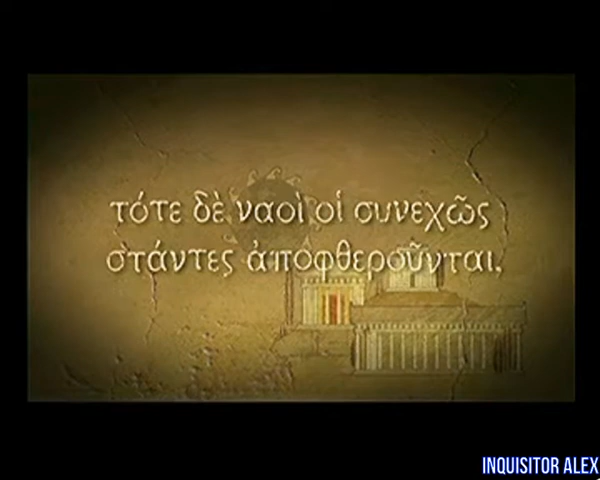 τότε δὲ ναοὶ οἱ συνεχῶς
στάντες ἀποφθεροῦνται.
INQUISITOR ALEX